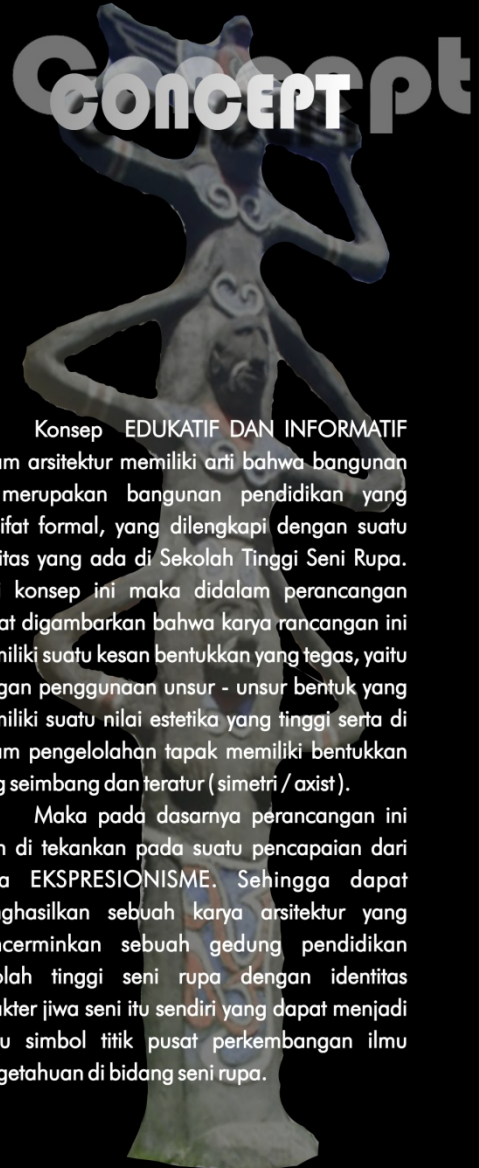 Concept
CONCEPT
Konsep EDUKATIF DAN INFORMATIF
am arsitektur memiliki arti bahwa bangunan
merupakan bangunan pendidikan yang
ifat formal, yang dilengkapi dengan suatu
itas yang ada di Sekolah Tinggi Seni Rupa.
i konsep ini maka didalam perancangan
at digambarkan bahwa karya rancangan ini
miliki suatu kesan bentukkan yang tegas, yaitu
gan penggunaan unsur - unsur bentuk yang
miliki suatu nilai estetika yang tinggi serta di
am pengelolahan tapak memiliki bentukkan
g seimbang dan teratur ( simetri / axist ).
Maka pada dasarnya perancangan ini
n di tekankan pada suatu pencapaian dari
a EKSPRESIONISME. Sehingga dapat
nghasilkan sebuah karya arsitektur yang
ncerminkan sebuah gedung pendidikan
olah tinggi seni rupa dengan identitas
akter jiwa seni itu sendiri yang dapat menjadi
u simbol titik pusat perkembangan ilmu
getahuan di bidang seni rupa.